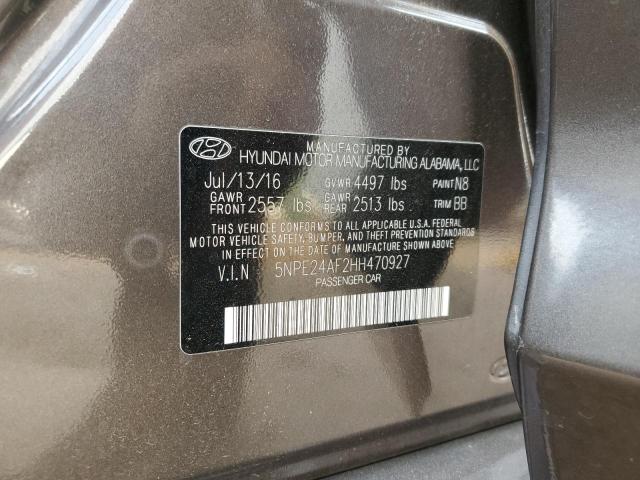 MANUFACTURED BY
HYUNDAI MOTOR MANUFACTURING ALABAMA, LLC
Jul/13/16 GVWR 4497 lbs PAINT N8
GAWR FRONT 2557 lbs GAWR REAR 2513 lbs TRIM BB
THIS VEHICLE CONFORMS TO ALL APPLICABLE U.S.A. FEDERAL
MOTOR VEHICLE SAFETY, BUMPER, AND THEFT PREVENTION STANDARDS
IN EFFECT ON THE DATE OF MANUFACTURE SHOWN ABOVE.
V.I.N 5NPE24AF2HH470927
PASSENGER CAR